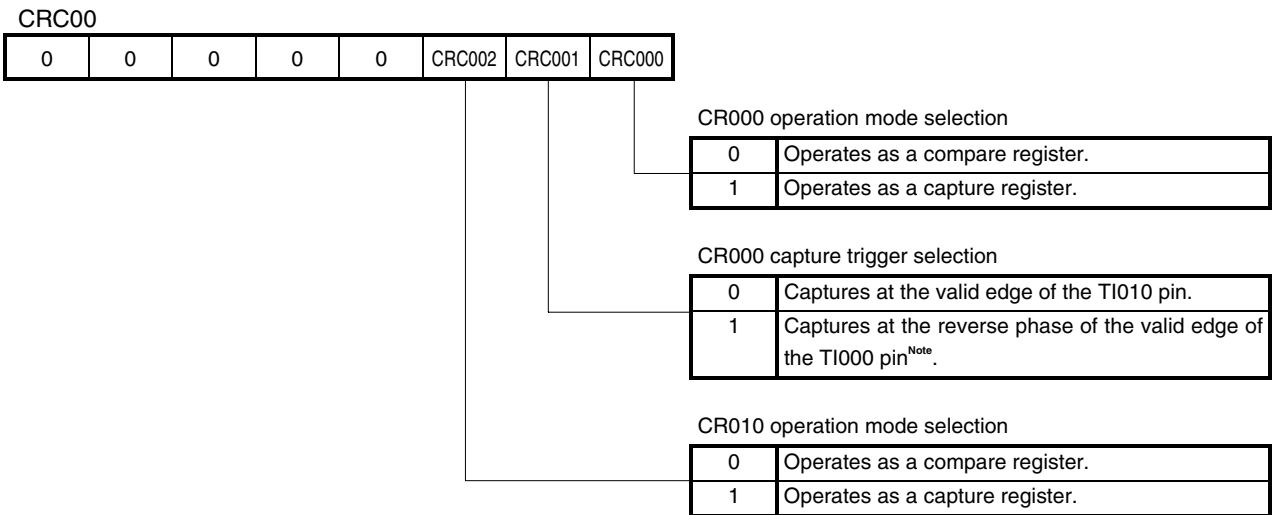 CRC00
0 0 0 0 0 CRC002 CRC001 CRC000
CR000 operation mode selection
0 Operates as a compare register.
1 Operates as a capture register.
CR000 capture trigger selection
0 Captures at the valid edge of the TI010 pin.
1 Captures at the reverse phase of the valid edge of
the TI000 pinNote.
CR010 operation mode selection
0 Operates as a compare register.
1 Operates as a capture register.